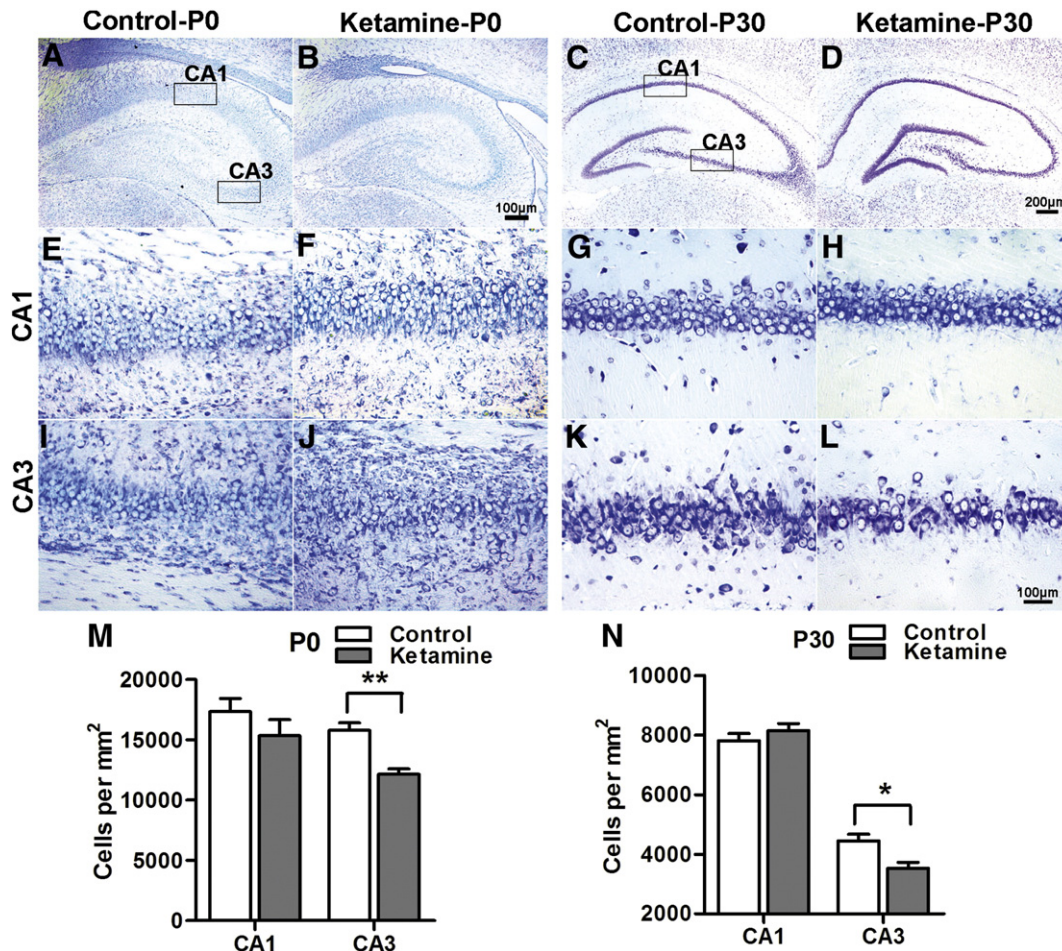 Control-P0 Ketamine-P0 Control-P30 Ketamine-P30
A B C D
CA1 CA1
CA3 CA3
100µm 200µm
CA1
E F G H
CA3
I J K L
100µm
M P0 Control
Ketamine
**
20000
15000
10000
5000
0
Cells per mm²
CA1 CA3
N P30 Control
Ketamine
*
10000
8000
6000
4000
2000
Cells per mm²
CA1 CA3